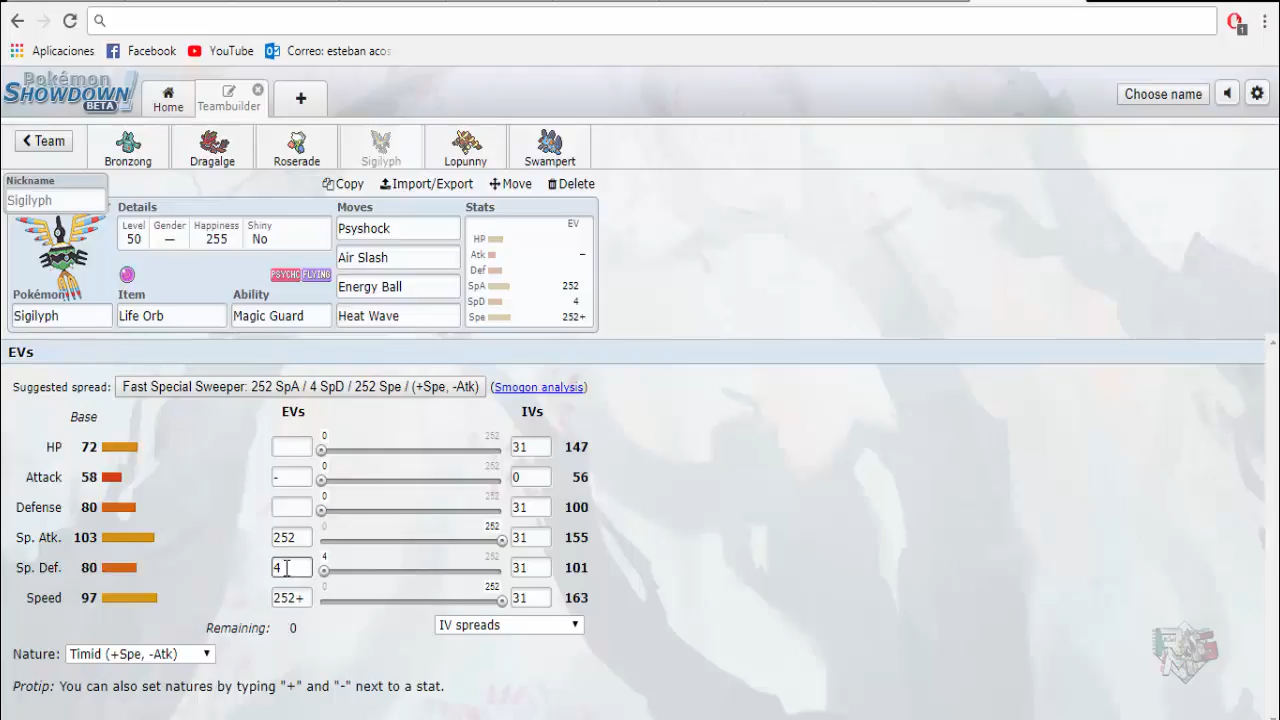 1
Aplicaciones Facebook YouTube Correo: esteban acos
Pokémon
SHOWDOWN
BETA
Home Teambuilder + Choose name
Team Bronzong Dragalge Roserade Sigilyph Lopunny Swampert
Nickname Copy Import/Export Move Delete
Sigilyph
Details Moves Stats
Level Gender Happiness Shiny
50 — 255 No
Psyshock
Air Slash
Energy Ball
Heat Wave
EV
HP
Atk –
Def
SpA 252
SpD 4
Spe 252+
PSYCHC FLYING
Pokémon Item Ability
Sigilyph Life Orb Magic Guard
EVs
Suggested spread: Fast Special Sweeper: 252 SpA / 4 SpD / 252 Spe / (+Spe, -Atk) (Smogon analysis)
Base EVs IVs
HP 72 0 252 31 147
Attack 58 - 0 252 0 56
Defense 80 0 252 31 100
Sp. Atk. 103 252 0 252 31 155
Sp. Def. 80 4 4 252 31 101
Speed 97 252+ 0 252 31 163
Remaining: 0 IV spreads
Nature: Timid (+Spe, -Atk)
Protip: You can also set natures by typing "+" and "-" next to a stat.